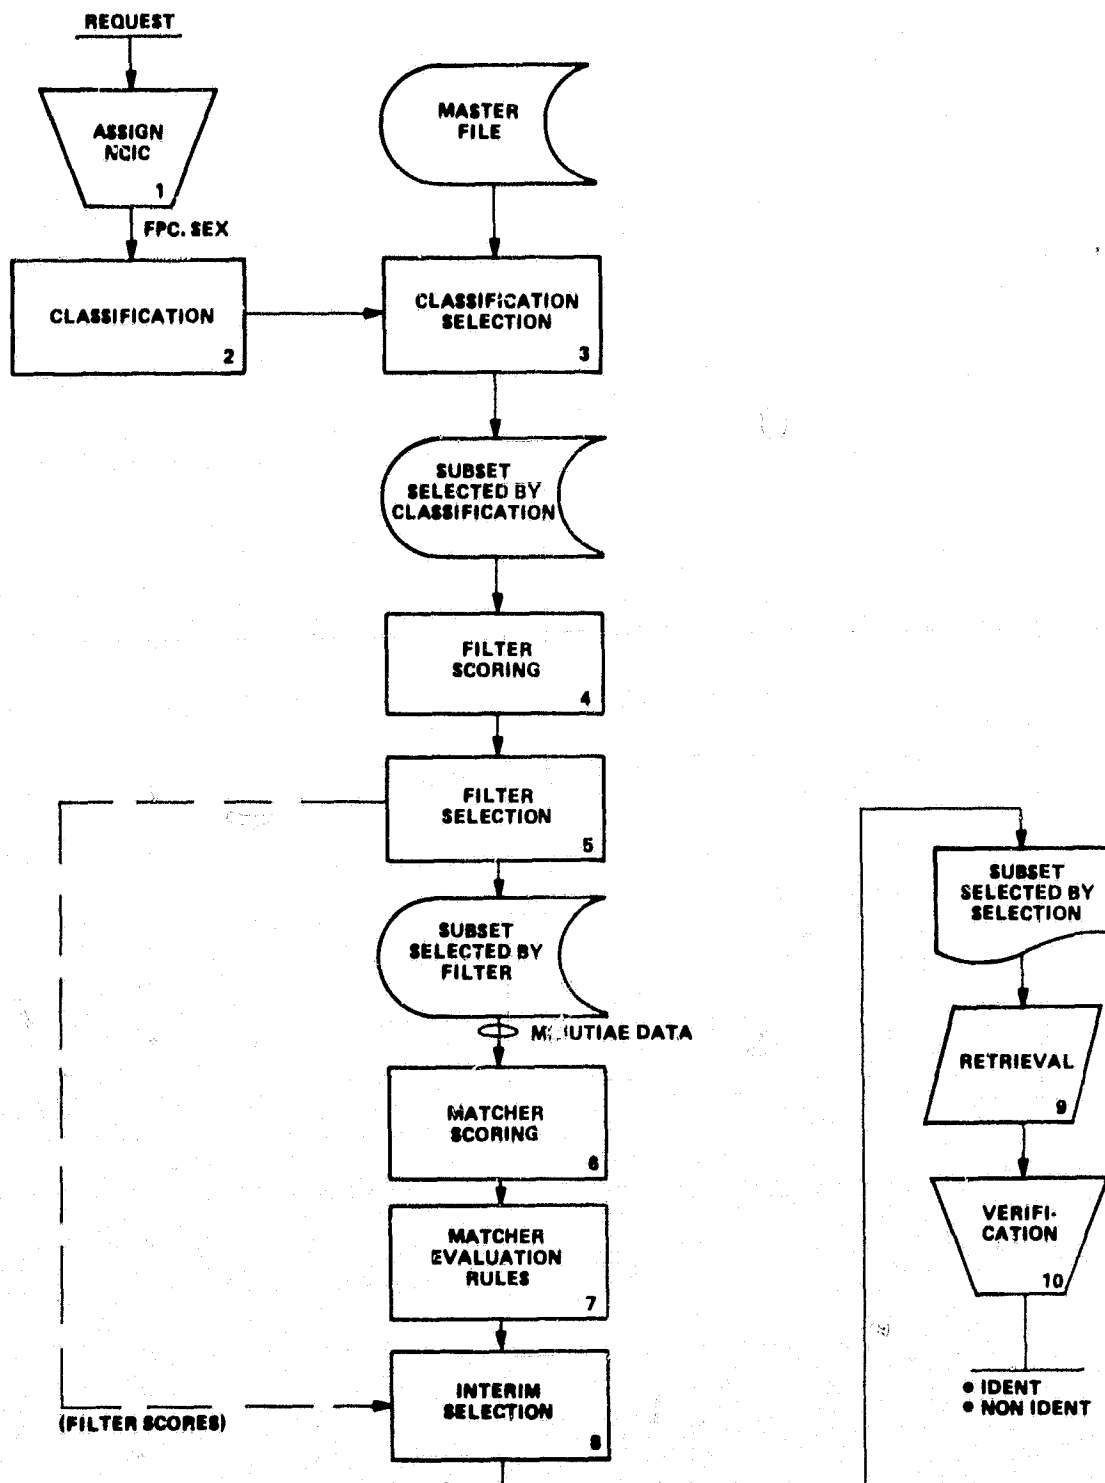 REQUEST
ASSIGN
NCIC
1
FPC. SEX
CLASSIFICATION
2
MASTER
FILE
CLASSIFICATION
SELECTION
3
SUBSET
SELECTED BY
CLASSIFICATION
FILTER
SCORING
4
FILTER
SELECTION
5
SUBSET
SELECTED BY
FILTER
MINUTIAE DATA
MATCHER
SCORING
6
MATCHER
EVALUATION
RULES
7
INTERIM
SELECTION
8
(FILTER SCORES)
SUBSET
SELECTED BY
SELECTION
RETRIEVAL
9
VERIFI-
CATION
10
● IDENT
● NON IDENT